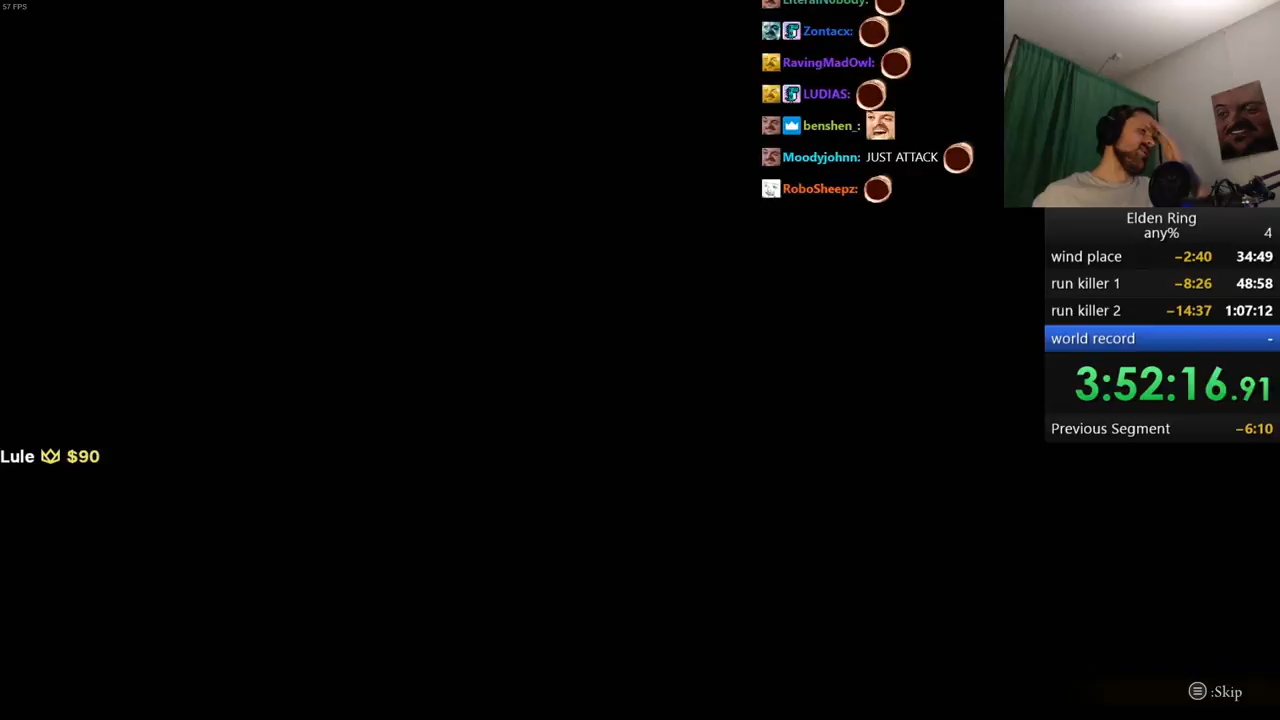 57 FPS
LiteralNobody:
Zontacx:
RavingMadOwl:
LUDIAS:
benshen_:
Moodyjohnn: JUST ATTACK
RoboSheepz:
Elden Ring
any% 4
wind place −2:40 34:49
run killer 1 −8:26 48:58
run killer 2 −14:37 1:07:12
world record -
3:52:16.91
Previous Segment −6:10
Lule $90
:Skip